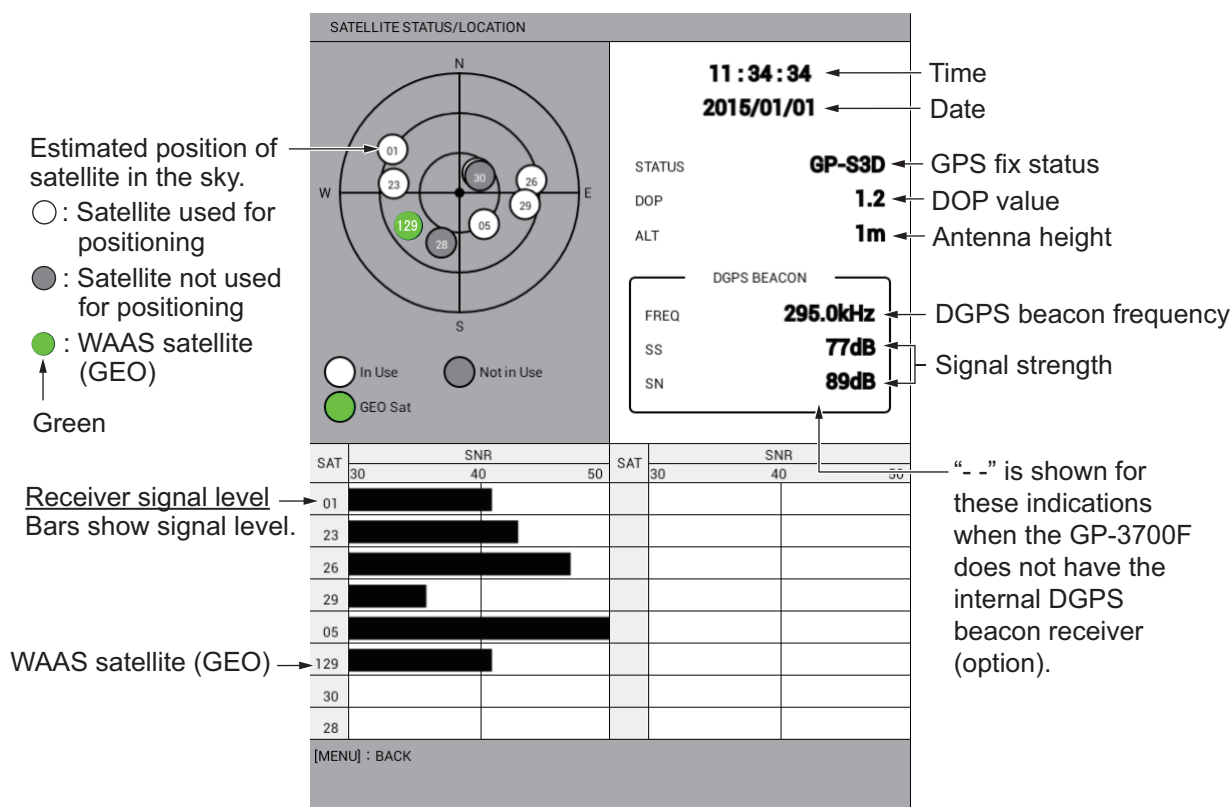 SATELLITE STATUS/LOCATION
N
W
E
S
01
23
30
26
29
129
28
05
In Use
Not in Use
GEO Sat
11:34:34
2015/01/01
STATUS GP-S3D
DOP 1.2
ALT 1m
DGPS BEACON
FREQ 295.0kHz
SS 77dB
SN 89dB
Time
Date
GPS fix status
DOP value
Antenna height
DGPS beacon frequency
Signal strength
Estimated position of
satellite in the sky.
: Satellite used for
positioning
: Satellite not used
for positioning
: WAAS satellite
(GEO)
Green
SAT SNR
30 40 50
SAT SNR
30 40 50
01
23
26
29
05
129
30
28
Receiver signal level
Bars show signal level.
WAAS satellite (GEO)
“- -” is shown for
these indications
when the GP-3700F
does not have the
internal DGPS
beacon receiver
(option).
[MENU] : BACK